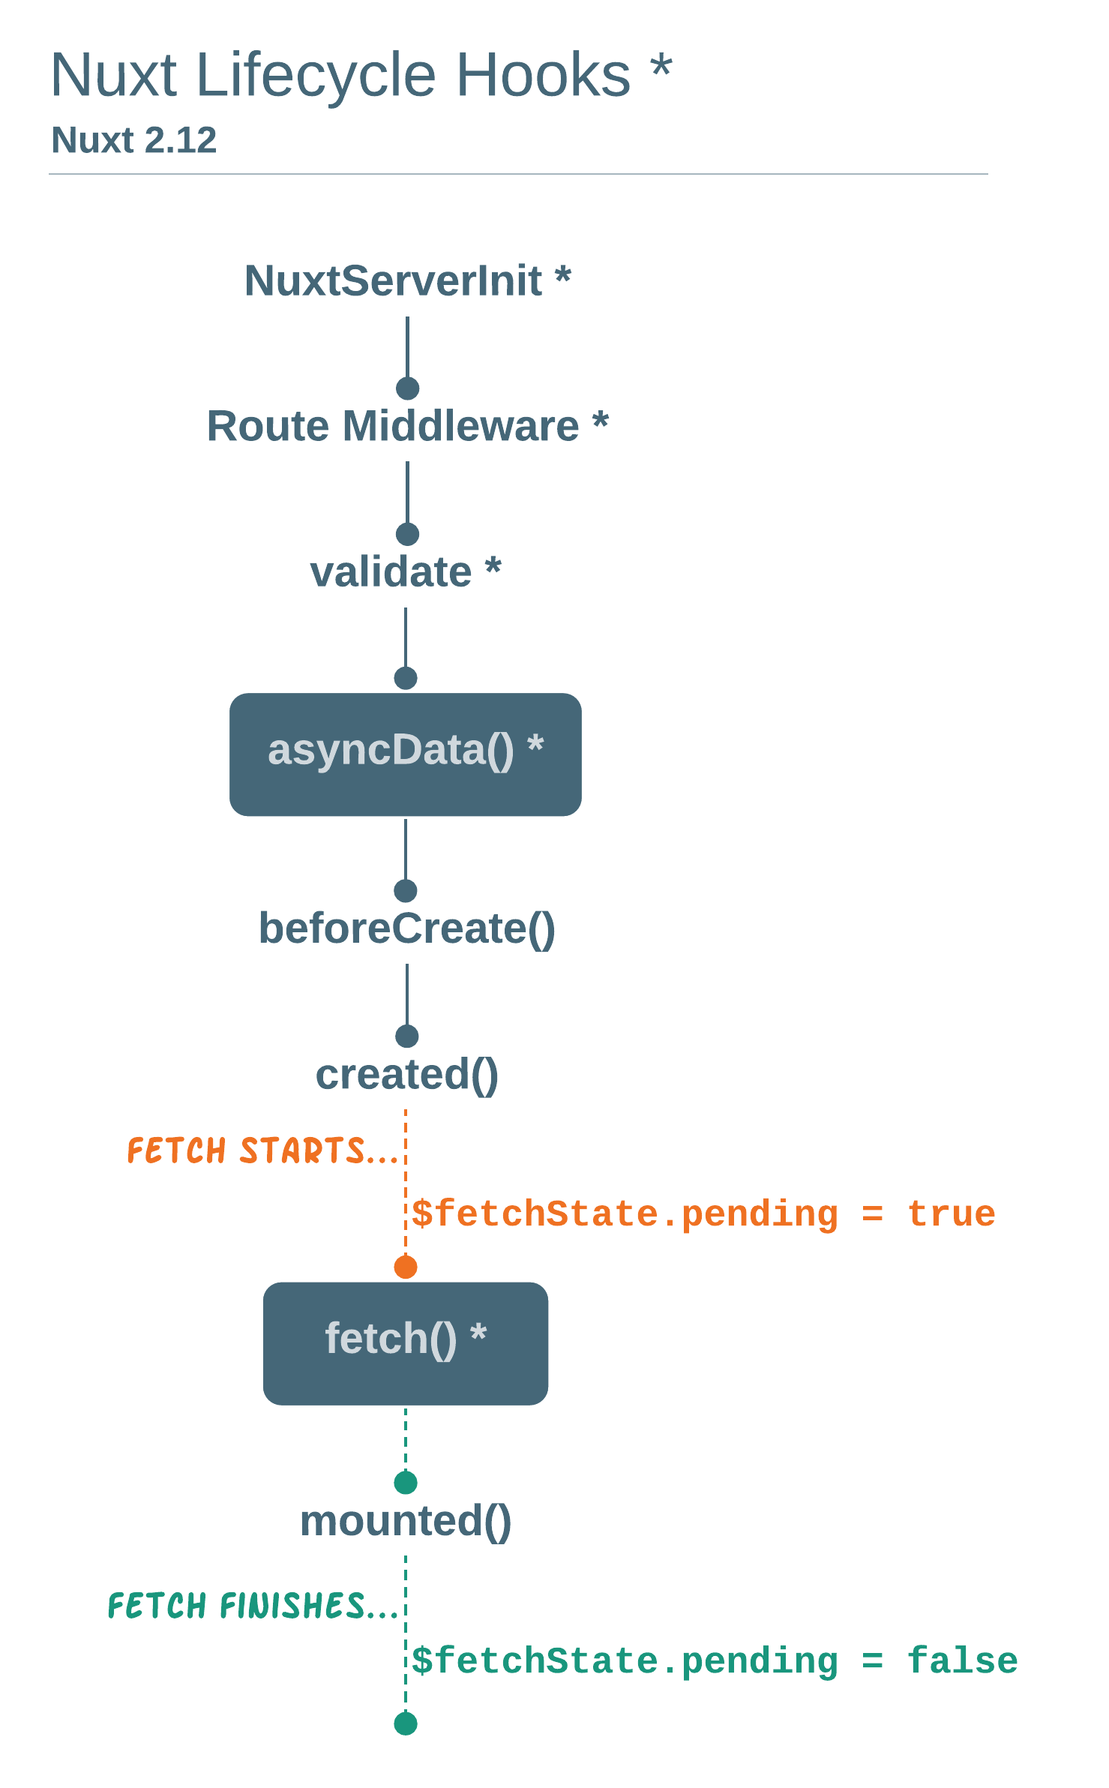 Nuxt Lifecycle Hooks *
Nuxt 2.12
NuxtServerInit *
Route Middleware *
validate *
asyncData() *
beforeCreate()
created()
FETCH STARTS...
$fetchState.pending = true
fetch() *
mounted()
FETCH FINISHES...
$fetchState.pending = false